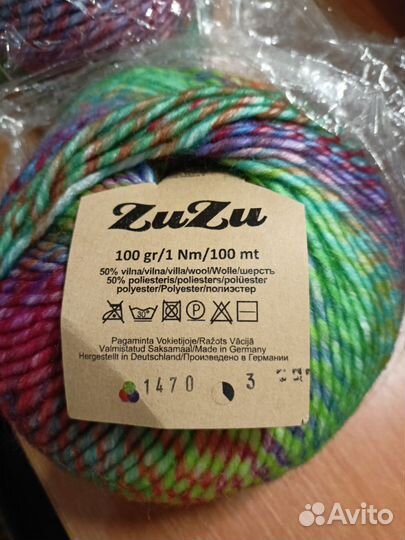 ZuZu
100 gr/1 Nm/100 mt
50% vilna/vilna/villa/wool/Wolle/шерсть
50% poliesteris/poliesters/polüester
polyester/Polyester/полиэстер
Pagaminta Vokietijoje/Ražots Vācijā
Valmistatud Saksamaal/Made in Germany
Hergestellt in Deutschland/Произведено в Германии
1470 3
Avito